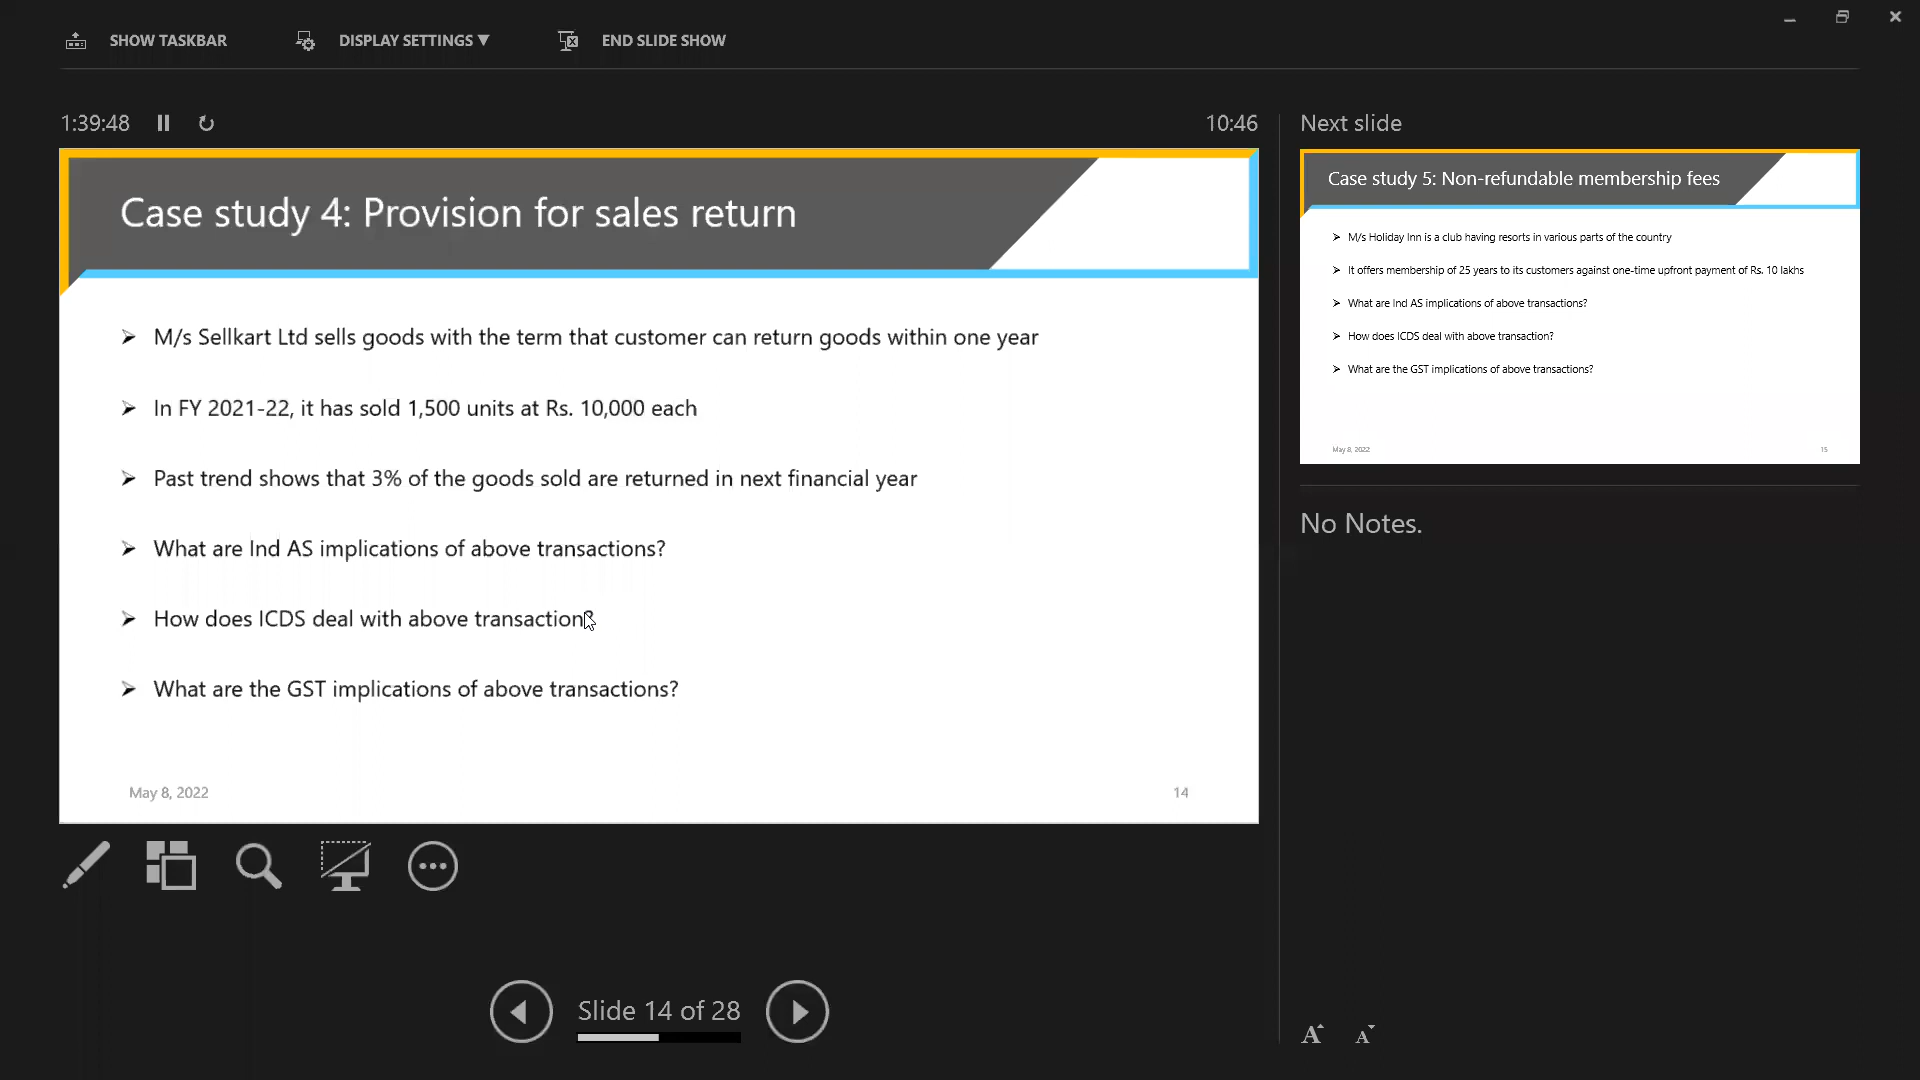 SHOW TASKBAR
DISPLAY SETTINGS ▼
END SLIDE SHOW
1:39:48
10:46
Case study 4: Provision for sales return
➢ M/s Sellkart Ltd sells goods with the term that customer can return goods within one year
➢ In FY 2021-22, it has sold 1,500 units at Rs. 10,000 each
➢ Past trend shows that 3% of the goods sold are returned in next financial year
➢ What are Ind AS implications of above transactions?
➢ How does ICDS deal with above transaction?
➢ What are the GST implications of above transactions?
May 8, 2022
14
Slide 14 of 28
Next slide
Case study 5: Non-refundable membership fees
➢ M/s Holiday Inn is a club having resorts in various parts of the country
➢ It offers membership of 25 years to its customers against one-time upfront payment of Rs. 10 lakhs
➢ What are Ind AS implications of above transactions?
➢ How does ICDS deal with above transaction?
➢ What are the GST implications of above transactions?
May 8, 2022
15
No Notes.
A A